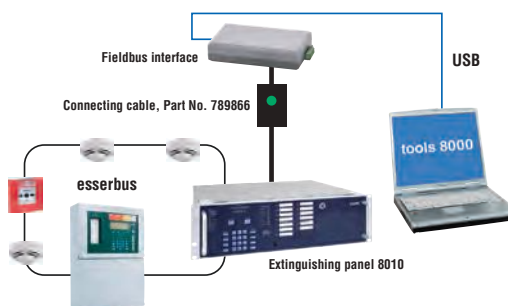 Fieldbus interface
USB
Connecting cable, Part No. 789866
tools 8000
esserbus
Extinguishing panel 8010